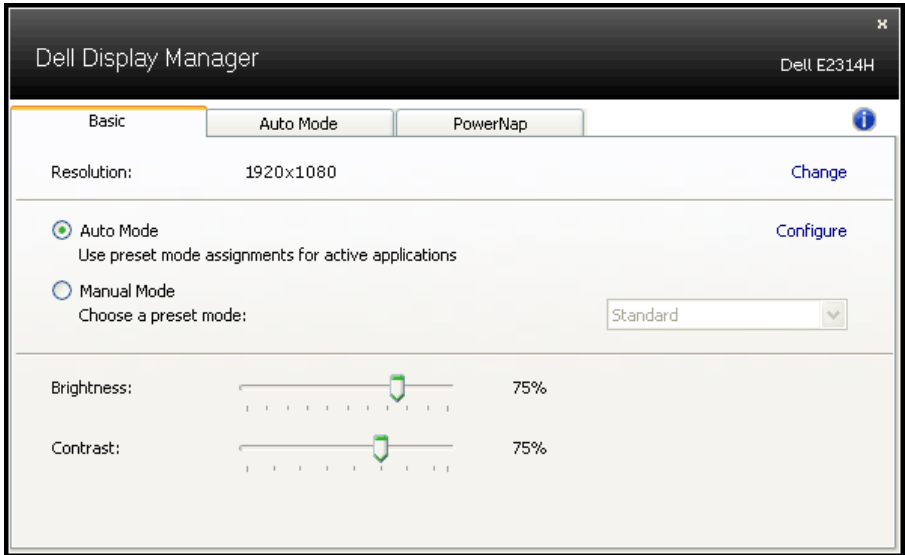 x
Dell Display Manager
Dell E2314H
Basic Auto Mode PowerNap i
Resolution: 1920x1080 Change
Auto Mode Configure
Use preset mode assignments for active applications
Manual Mode
Choose a preset mode: Standard
Brightness: 75%
Contrast: 75%